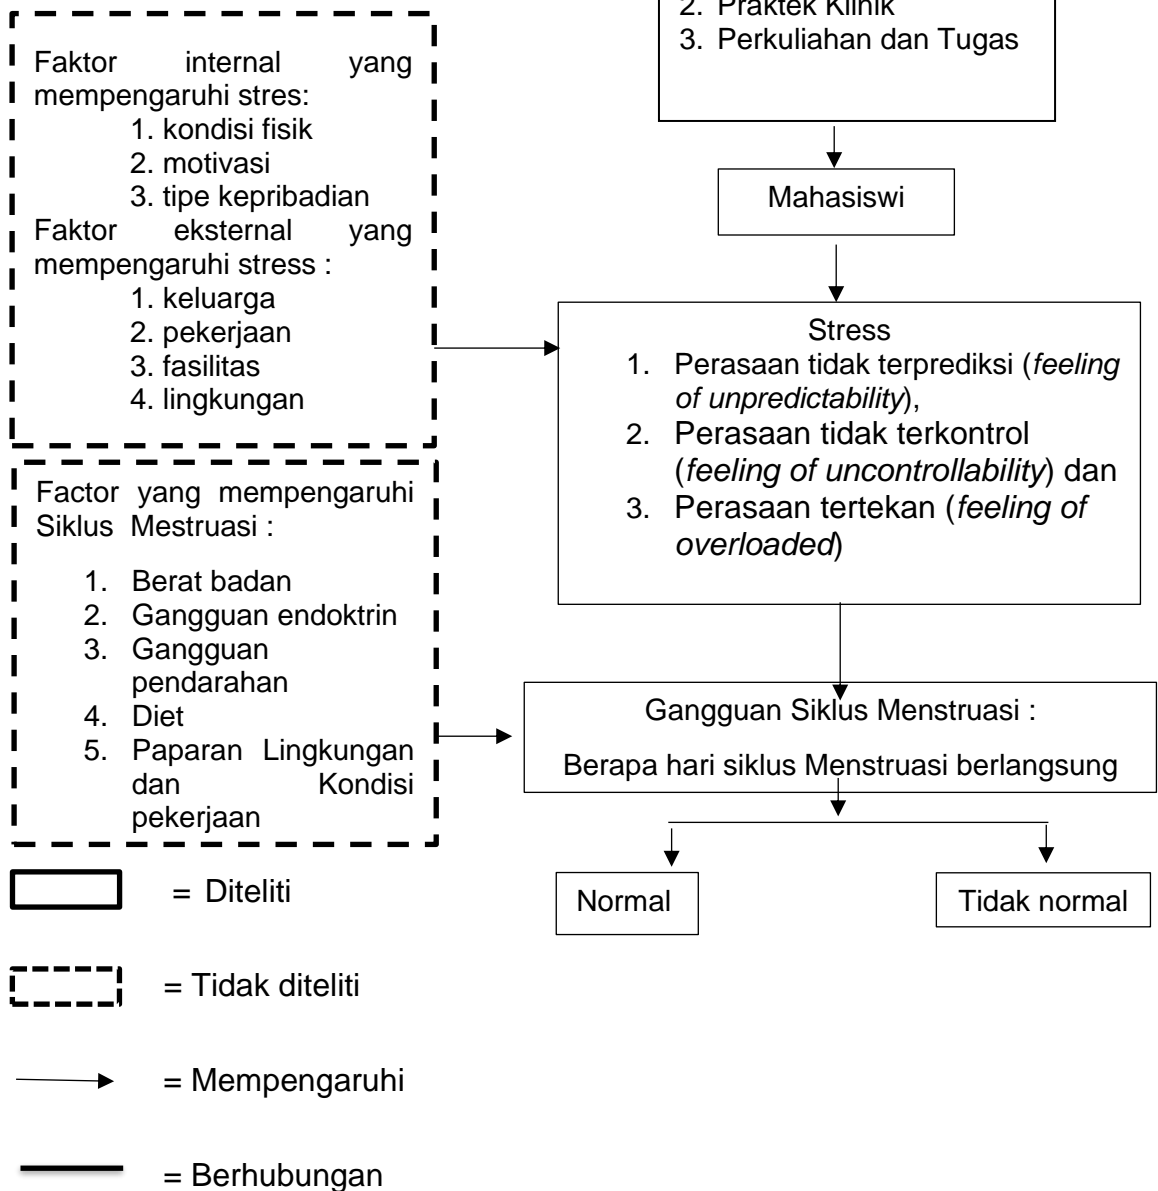 Faktor internal yang
mempengaruhi stres:
1. kondisi fisik
2. motivasi
3. tipe kepribadian
Faktor eksternal yang
mempengaruhi stress :
1. keluarga
2. pekerjaan
3. fasilitas
4. lingkungan
2. Praktek Klinik
3. Perkuliahan dan Tugas
Mahasiswi
Stress
1. Perasaan tidak terprediksi (feeling
of unpredictability),
2. Perasaan tidak terkontrol
(feeling of uncontrollability) dan
3. Perasaan tertekan (feeling of
overloaded)
Factor yang mempengaruhi
Siklus Mestruasi :
1. Berat badan
2. Gangguan endoktrin
3. Gangguan
pendarahan
4. Diet
5. Paparan Lingkungan
dan Kondisi
pekerjaan
Gangguan Siklus Menstruasi :
Berapa hari siklus Menstruasi berlangsung
Normal
Tidak normal
= Diteliti
= Tidak diteliti
= Mempengaruhi
= Berhubungan